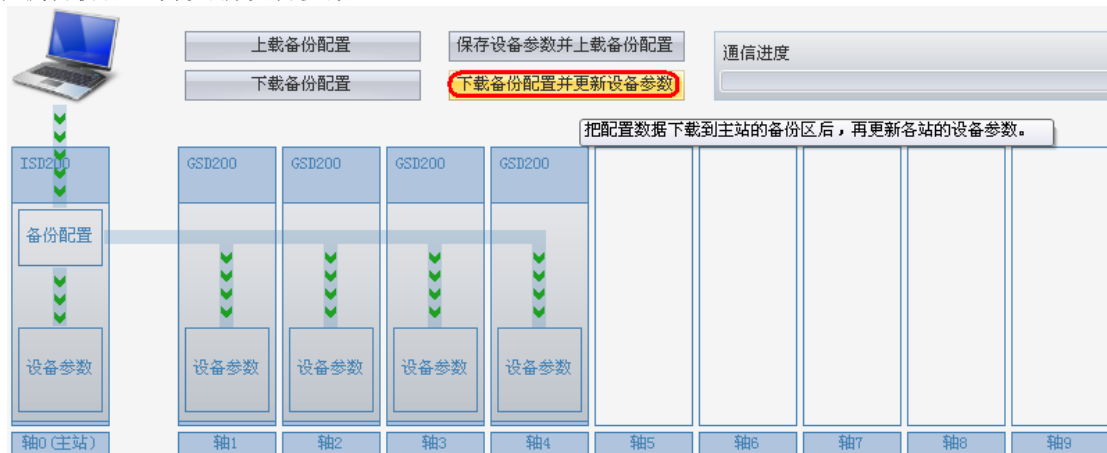 上载备份配置
保存设备参数并上载备份配置
通信进度
下载备份配置
下载备份配置并更新设备参数
把配置数据下载到主站的备份区后，再更新各站的设备参数。
ISD200
GSD200
GSD200
GSD200
GSD200
备份配置
设备参数
设备参数
设备参数
设备参数
设备参数
轴0(主站)
轴1
轴2
轴3
轴4
轴5
轴6
轴7
轴8
轴9